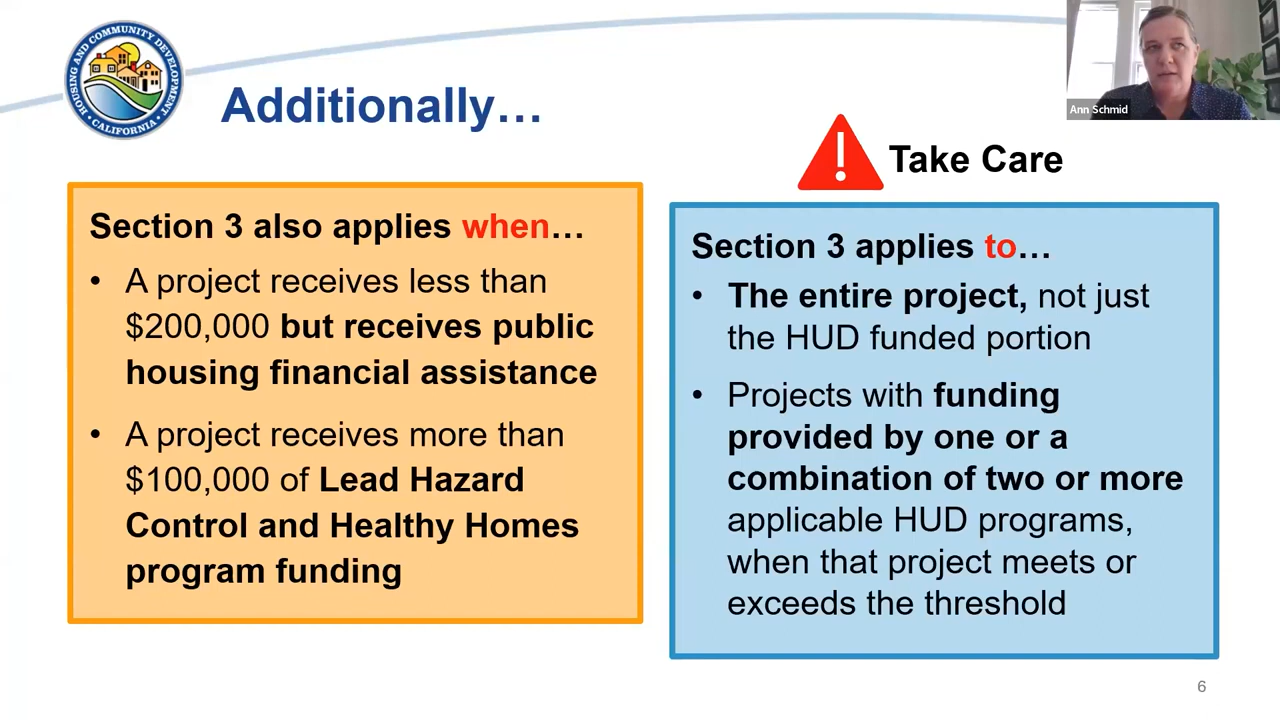 HOUSING AND COMMUNITY DEVELOPMENT
• CALIFORNIA •
Additionally…
Ann Schmid
Take Care
Section 3 also applies when…
• A project receives less than
$200,000 but receives public
housing financial assistance
• A project receives more than
$100,000 of Lead Hazard
Control and Healthy Homes
program funding
Section 3 applies to…
• The entire project, not just
the HUD funded portion
• Projects with funding
provided by one or a
combination of two or more
applicable HUD programs,
when that project meets or
exceeds the threshold
6